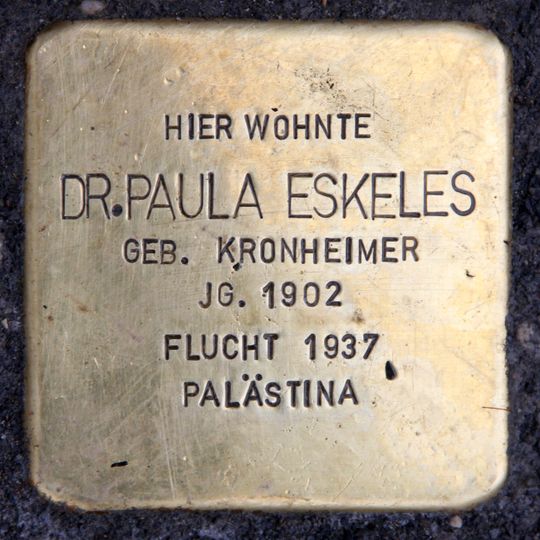 HIER WOHNTE
DR. PAULA ESKELES
GEB. KRONHEIMER
JG. 1902
FLUCHT 1937
PALÄSTINA